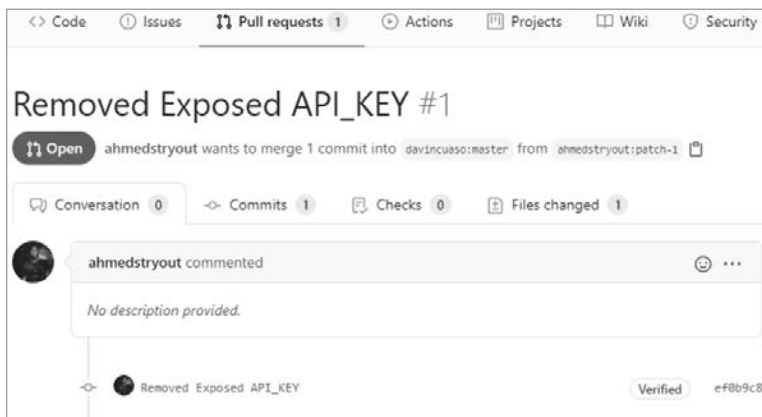 Code Issues Pull requests 1 Actions Projects Wiki Security
Removed Exposed API_KEY #1
Open ahmedstryout wants to merge 1 commit into davincuaso:master from ahmedstryout:patch-1
Conversation 0 Commits 1 Checks 0 Files changed 1
ahmedstryout commented
No description provided.
Removed Exposed API_KEY Verified ef0b9c8